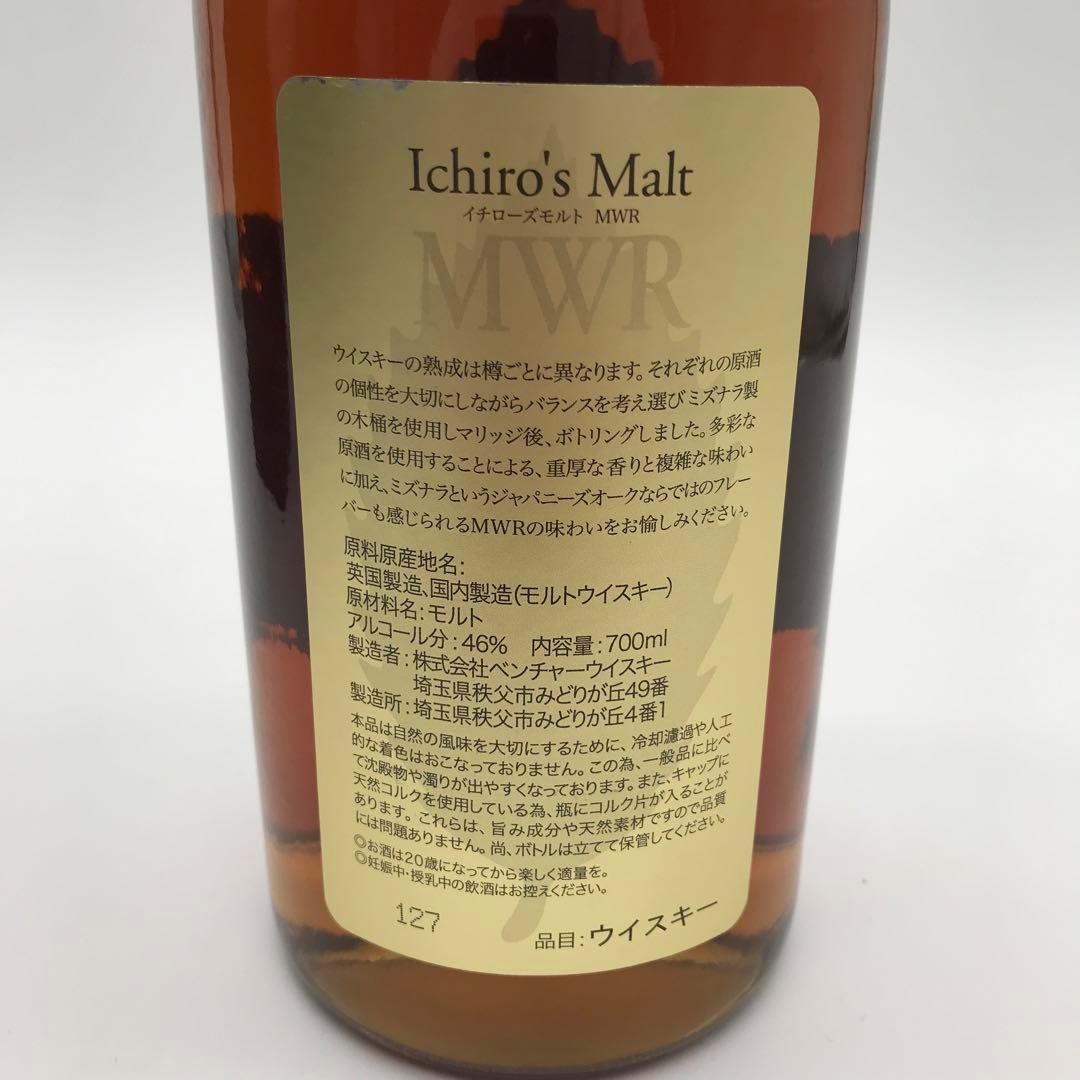 Ichiro's Malt
イチローズモルト MWR
MWR
ウイスキーの熟成は樽ごとに異なります。それぞれの原酒
の個性を大切にしながらバランスを考え選びミズナラ製
の木桶を使用しマリッジ後、ボトリングしました。多彩な
原酒を使用することによる、重厚な香りと複雑な味わい
に加え、ミズナラというジャパニーズオークならではのフレー
バーも感じられるMWRの味わいをお愉しみください。
原料原産地名:
英国製造、国内製造(モルトウイスキー)
原材料名:モルト
アルコール分:46% 内容量:700ml
製造者:株式会社ベンチャーウイスキー
埼玉県秩父市みどりが丘49番
製造所:埼玉県秩父市みどりが丘4番1
本品は自然の風味を大切にするために、冷却濾過や人工
的な着色はおこなっておりません。この為、一般品に比べ
て沈殿物や濁りが出やすくなっております。また、キャップに
天然コルクを使用している為、瓶にコルク片が入ることが
あります。これらは、旨み成分や天然素材ですので品質
には問題ありません。尚、ボトルは立てて保管してください。
◎お酒は20歳になってから楽しく適量を。
◎妊娠中・授乳中の飲酒はお控えください。
127
品目:ウイスキー